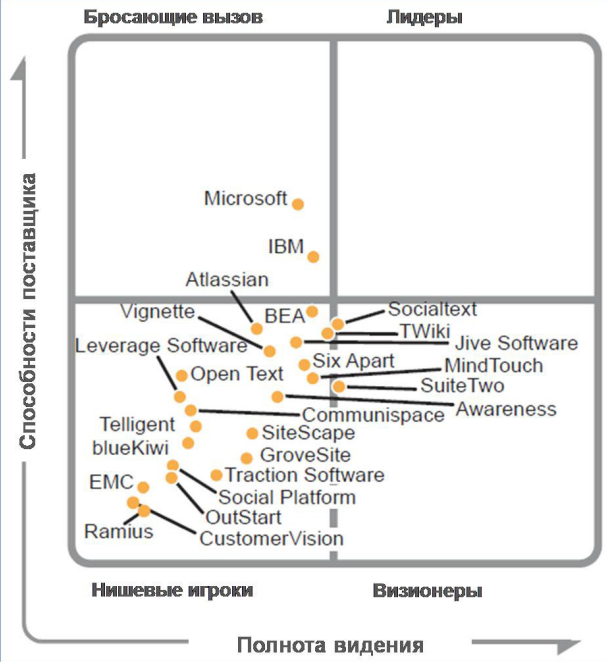 Бросающие вызов
Лидеры
Способности поставщика
Microsoft
IBM
Atlassian
Vignette
BEA
Socialtext
TWiki
Leverage Software
Jive Software
Open Text
Six Apart
MindTouch
SuiteTwo
Communispace
Awareness
Telligent
blueKiwi
SiteScape
GroveSite
EMC
Traction Software
Social Platform
OutStart
Ramius
CustomerVision
Нишевые игроки
Визионеры
Полнота видения